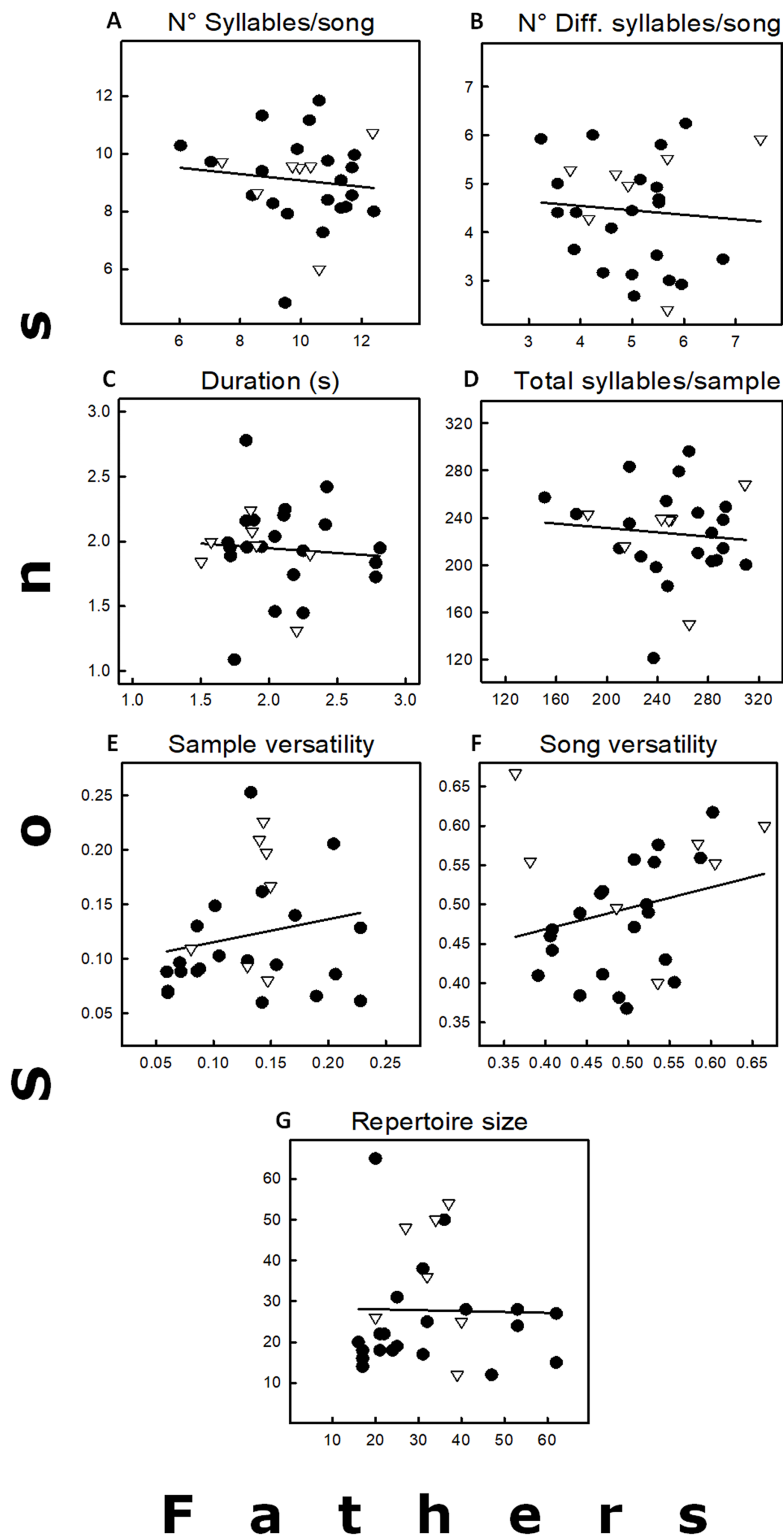 A N° Syllables/song
B N° Diff. syllables/song
12
10
8
6
6 8 10 12
7
6
5
4
3
3 4 5 6 7
C Duration (s)
D Total syllables/sample
3.0
2.5
2.0
1.5
1.0
1.0 1.5 2.0 2.5 3.0
320
280
240
200
160
120
120 160 200 240 280 320
E Sample versatility
F Song versatility
0.25
0.20
0.15
0.10
0.05
0.05 0.10 0.15 0.20 0.25
0.65
0.60
0.55
0.50
0.45
0.40
0.35
0.35 0.40 0.45 0.50 0.55 0.60 0.65
G Repertoire size
60
50
40
30
20
10
10 20 30 40 50 60
Sons
Fathers